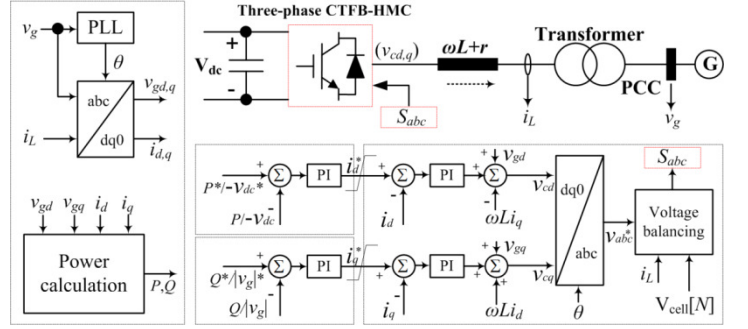 Three-phase CTFB-HMC
v_g
PLL
θ
abc
dq0
v_gd,q
i_L
i_d,q
+
V_dc
-
(v_cd,q)
ωL+r
Transformer
G
PCC
S_abc
i_L
v_g
v_gd v_gq i_d i_q
Power
calculation
P,Q
+
P*/-v_dc*
Σ
PI
i_d*
-
P/-v_dc
+
Σ
-
i_d
PI
+
v_gd
+
Σ
-
ωLi_q
v_cd
+
Q*/|v_g|*
Σ
PI
i_q*
-
Q/|v_g|
+
Σ
-
i_q
PI
+
v_gq
+
Σ
+
ωLi_d
v_cq
dq0
abc
θ
v_abc*
S_abc
Voltage
balancing
i_L
V_cell[N]